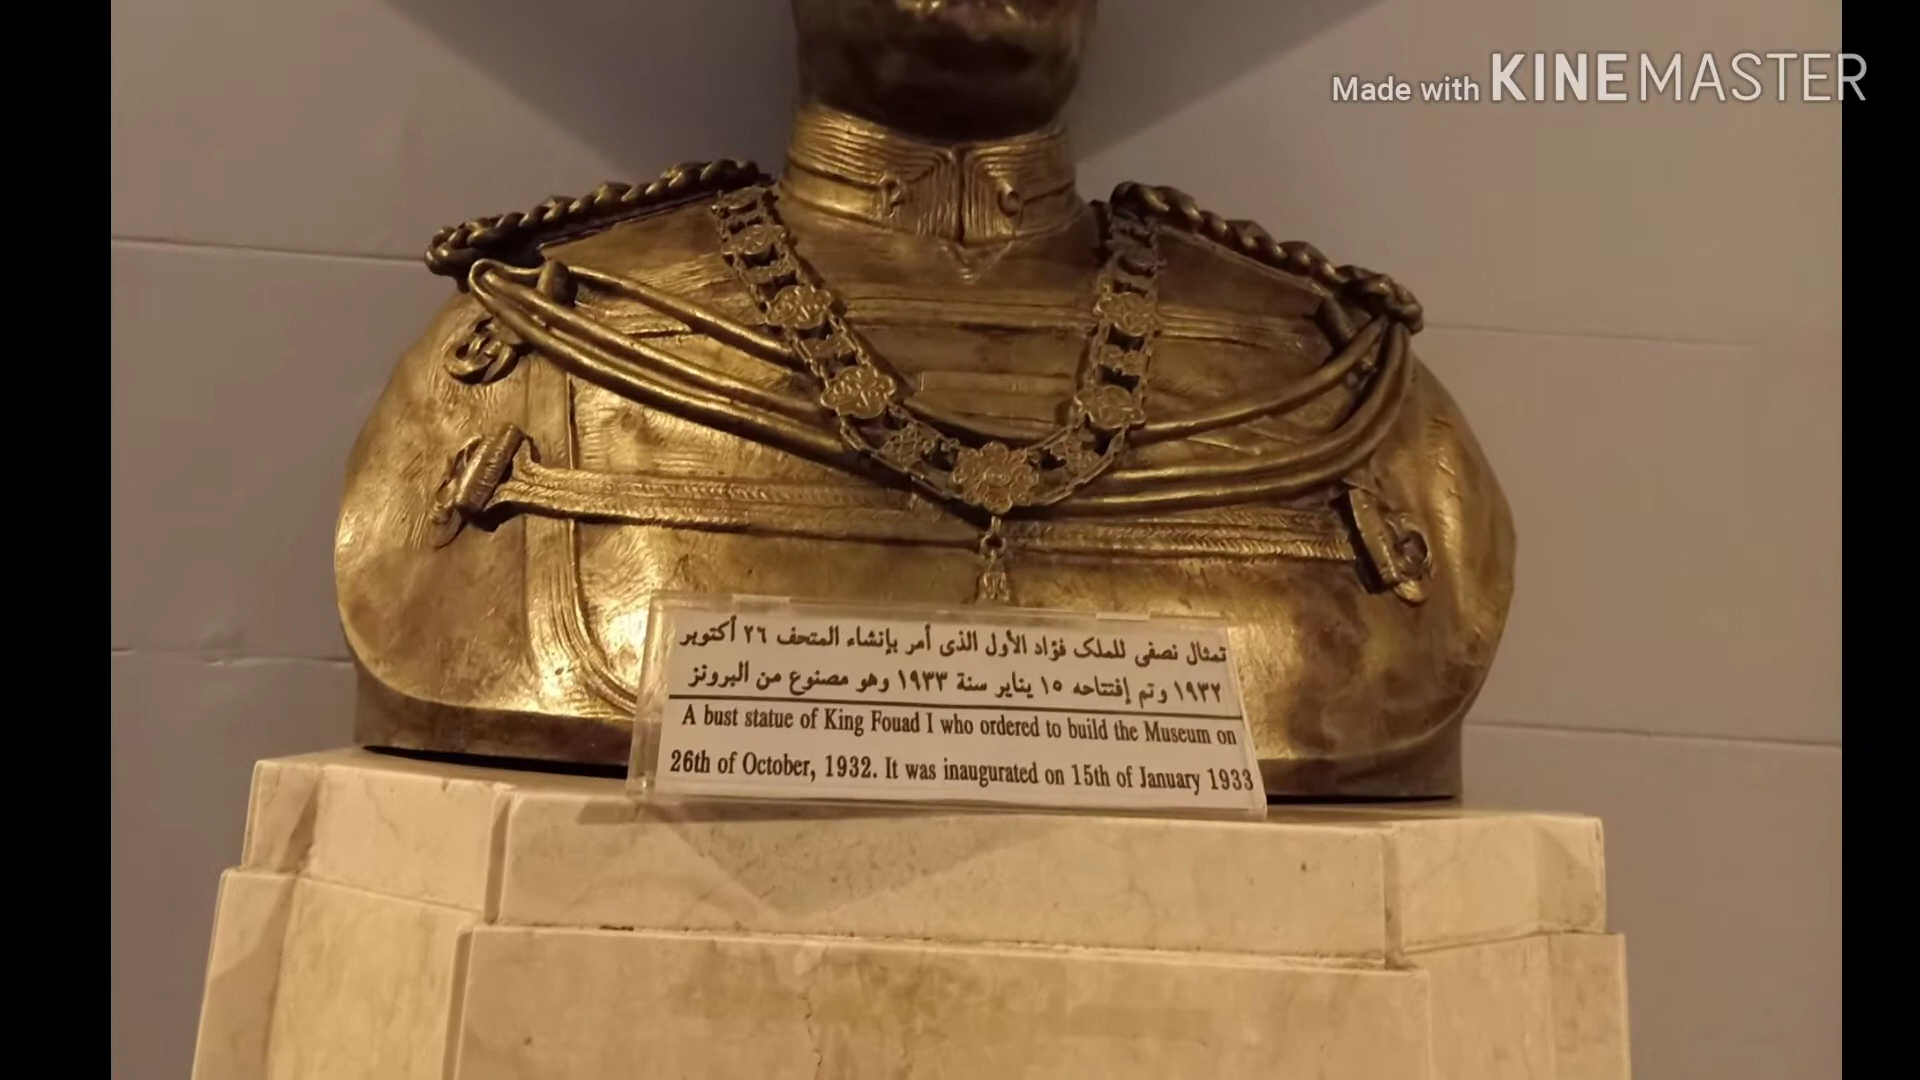 Made with KINEMASTER
تمثال نصفى للملك فؤاد الأول الذى أمر بإنشاء المتحف ٢٦ أكتوبر
١٩٣٢ وتم إفتتاحه ١٥ يناير سنة ١٩٣٣ وهو مصنوع من البرونز
A bust statue of King Fouad I who ordered to build the Museum on
26th of October, 1932. It was inaugurated on 15th of January 1933